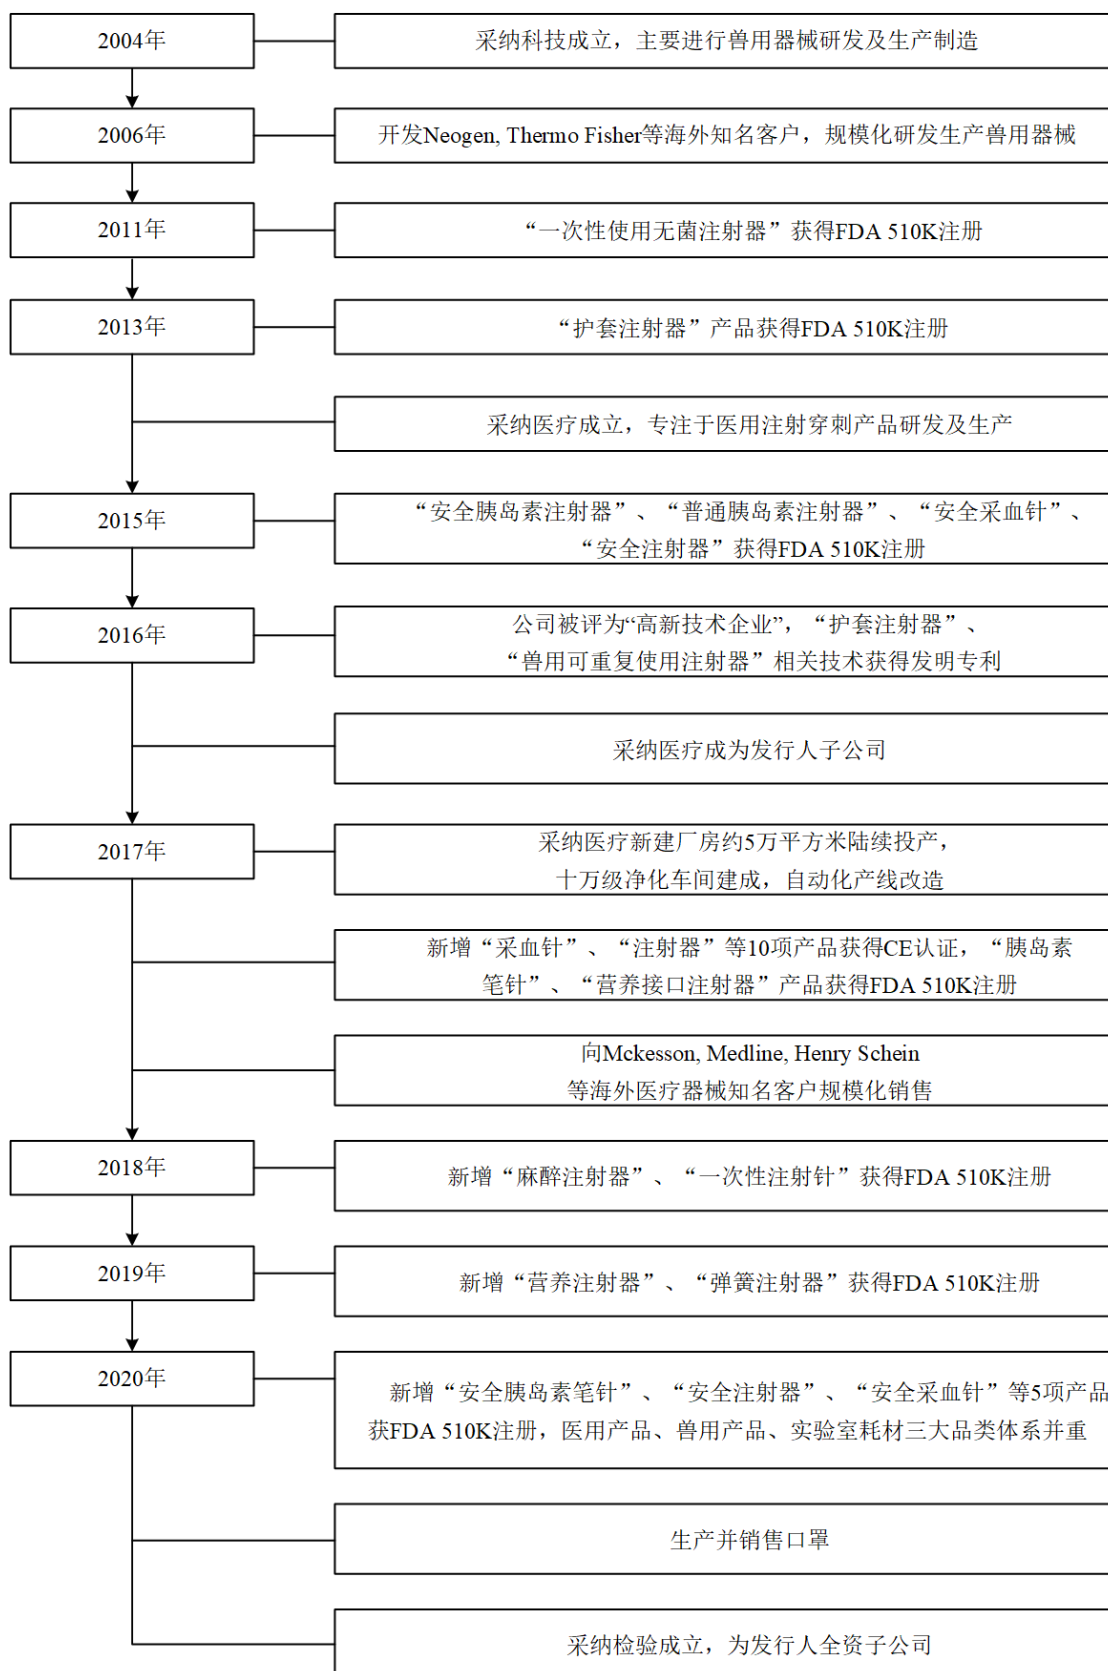 2004年
采纳科技成立，主要进行兽用器械研发及生产制造
2006年
开发Neogen, Thermo Fisher等海外知名客户，规模化研发生产兽用器械
2011年
“一次性使用无菌注射器”获得FDA 510K注册
2013年
“护套注射器”产品获得FDA 510K注册
采纳医疗成立，专注于医用注射穿刺产品研发及生产
2015年
“安全胰岛素注射器”、“普通胰岛素注射器”、“安全采血针”、
“安全注射器”获得FDA 510K注册
2016年
公司被评为“高新技术企业”，“护套注射器”、
“兽用可重复使用注射器”相关技术获得发明专利
采纳医疗成为发行人子公司
2017年
采纳医疗新建厂房约5万平方米陆续投产，
十万级净化车间建成，自动化产线改造
新增“采血针”、“注射器”等10项产品获得CE认证，“胰岛素
笔针”、“营养接口注射器”产品获得FDA 510K注册
向Mckesson, Medline, Henry Schein
等海外医疗器械知名客户规模化销售
2018年
新增“麻醉注射器”、“一次性注射针”获得FDA 510K注册
2019年
新增“营养注射器”、“弹簧注射器”获得FDA 510K注册
2020年
新增“安全胰岛素笔针”、“安全注射器”、“安全采血针”等5项产品
获FDA 510K注册，医用产品、兽用产品、实验室耗材三大品类体系并重
生产并销售口罩
采纳检验成立，为发行人全资子公司